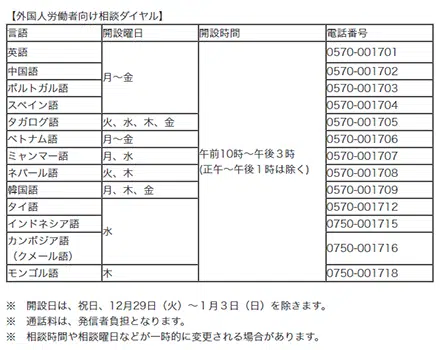 【外国人労働者向け相談ダイヤル】
言語 開設曜日 開設時間 電話番号
英語 月～金 午前10時～午後３時 (正午～午後１時は除く) 0570-001701
中国語 0570-001702
ポルトガル語 0570-001703
スペイン語 0570-001704
タガログ語 火、水、木、金 0570-001705
ベトナム語 月～金 0570-001706
ミャンマー語 月、水 0570-001707
ネパール語 火、木 0570-001708
韓国語 月、木、金 0570-001709
タイ語 水 0570-001712
インドネシア語 0750-001715
カンボジア語
（クメール語） 0750-001716
モンゴル語 木 0750-001718
※　開設日は、祝日、12月29日（火）～１月３日（日）を除きます。
※　通話料は、発信者負担となります。
※　相談時間や相談曜日などが一時的に変更される場合があります。